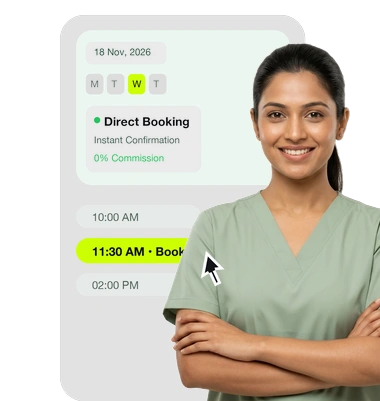 18 Nov, 2026
M T W T
Direct Booking
Instant Confirmation
0% Commission
10:00 AM
11:30 AM • Book
02:00 PM